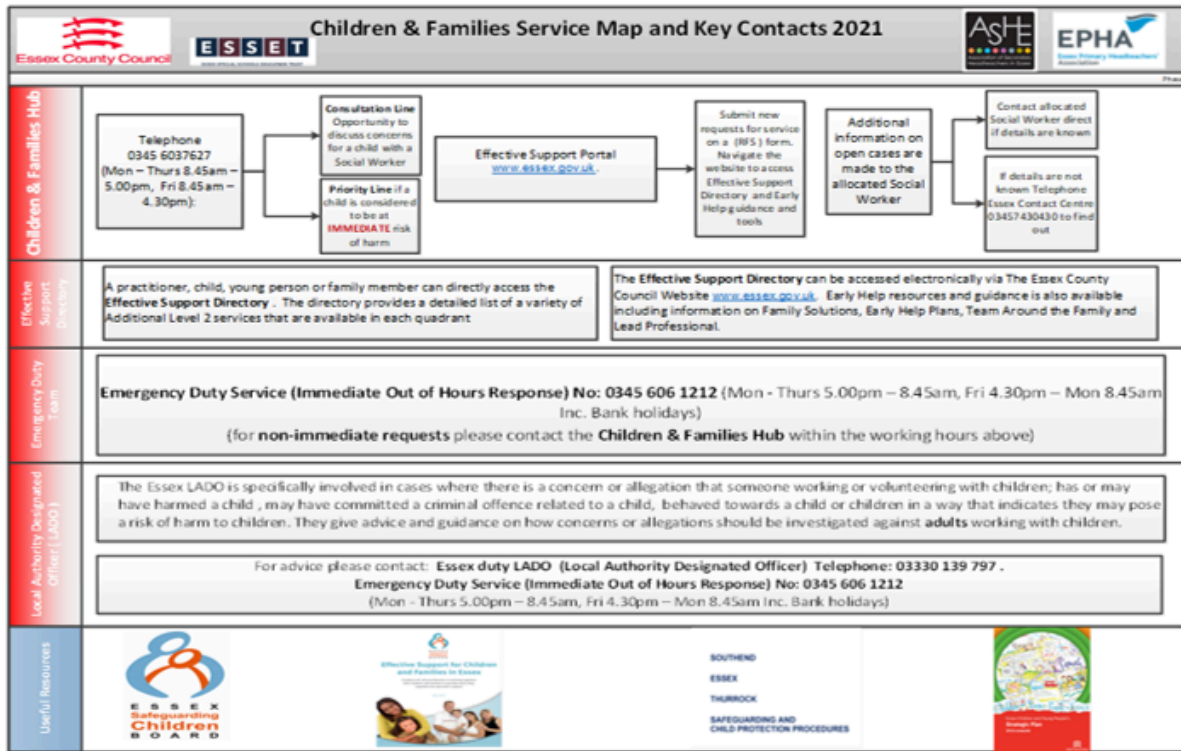 Children & Families Service Map and Key Contacts 2021
Essex County Council
ESSET
ASHE
EPHA
Essex Primary Headteachers'
Association
Children & Families Hub
Telephone
0345 6037627
(Mon – Thurs 8.45am –
5.00pm, Fri 8.45am –
4.30pm):
Consultation Line
Opportunity to
discuss concerns
for a child with a
Social Worker
Priority Line if a
child is considered
to be at
IMMEDIATE risk
of harm
Effective Support Portal
www.essex.gov.uk.
Submit new
requests for service
on a (RFS) form.
Navigate the
website to access
Effective Support
Directory and Early
Help guidance and
tools
Additional
information on
open cases are
made to the
allocated Social
Worker
Contact allocated
Social Worker direct
if details are known
If details are not
known Telephone
Essex Contact Centre
03457430430 to find
out
Effective
Support
Directory
A practitioner, child, young person or family member can directly access the
Effective Support Directory . The directory provides a detailed list of a variety of
Additional Level 2 services that are available in each quadrant
The Effective Support Directory can be accessed electronically via The Essex County
Council Website www.essex.gov.uk. Early Help resources and guidance is also available
including information on Family Solutions, Early Help Plans, Team Around the Family and
Lead Professional.
Emergency Duty
Team
Emergency Duty Service (Immediate Out of Hours Response) No: 0345 606 1212 (Mon - Thurs 5.00pm – 8.45am, Fri 4.30pm – Mon 8.45am
Inc. Bank holidays)
(for non-immediate requests please contact the Children & Families Hub within the working hours above)
Local Authority Designated
Officer ( LADO )
The Essex LADO is specifically involved in cases where there is a concern or allegation that someone working or volunteering with children; has or may
have harmed a child , may have committed a criminal offence related to a child, behaved towards a child or children in a way that indicates they may pose
a risk of harm to children. They give advice and guidance on how concerns or allegations should be investigated against adults working with children.
For advice please contact: Essex duty LADO (Local Authority Designated Officer) Telephone: 03330 139 797 .
Emergency Duty Service (Immediate Out of Hours Response) No: 0345 606 1212
(Mon - Thurs 5.00pm – 8.45am, Fri 4.30pm – Mon 8.45am Inc. Bank holidays)
Useful Resources
ESSEX
Safeguarding
Children
BOARD
Effective Support for Children
and Families in Essex
SOUTHEND
ESSEX
THURROCK
SAFEGUARDING AND
CHILD PROTECTION PROCEDURES
Strategic Plan